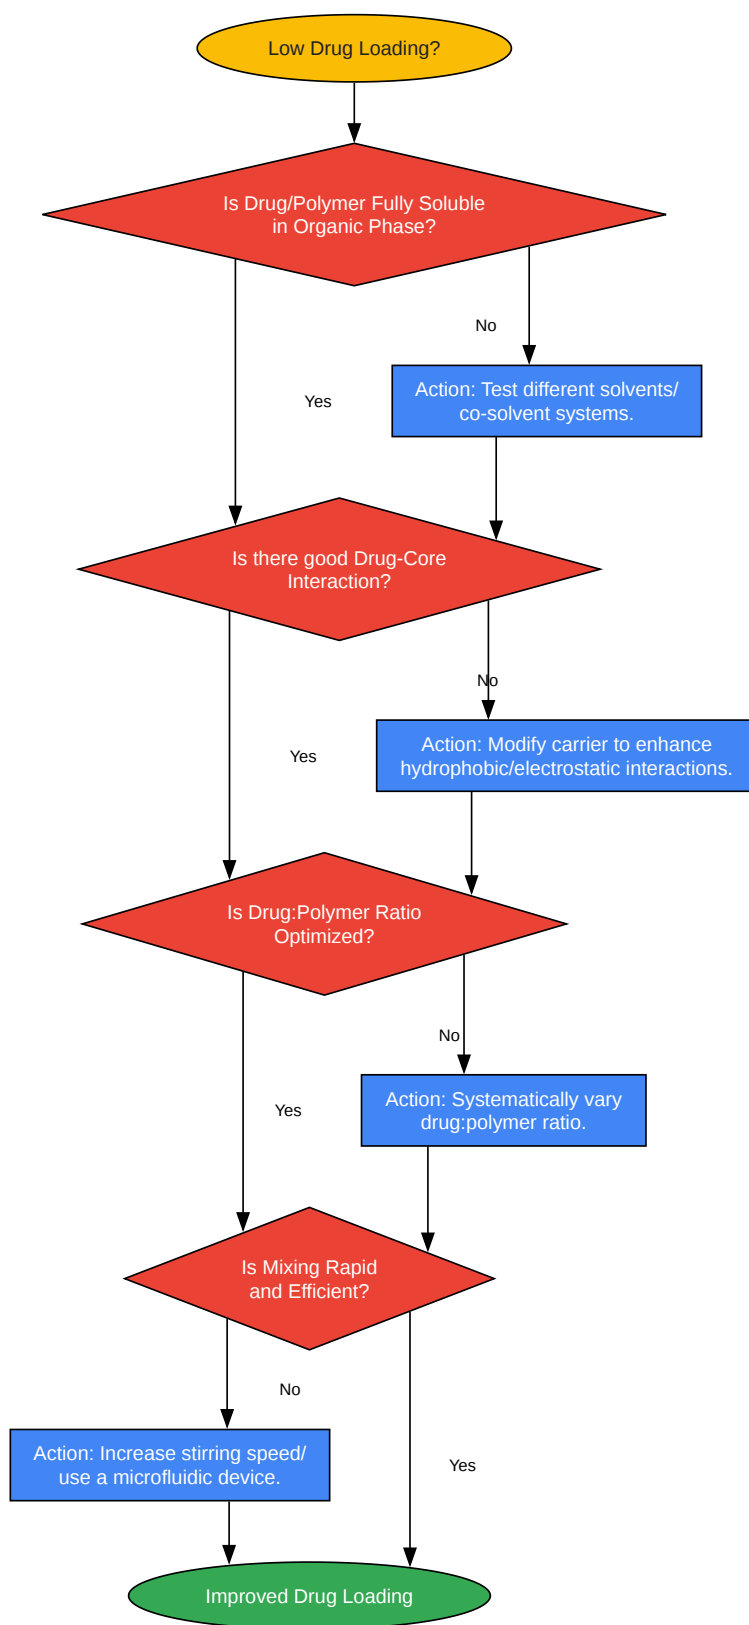 Low Drug Loading?
Is Drug/Polymer Fully Soluble
in Organic Phase?
No
Action: Test different solvents/
co-solvent systems.
Yes
Is there good Drug-Core
Interaction?
No
Action: Modify carrier to enhance
hydrophobic/electrostatic interactions.
Yes
Is Drug:Polymer Ratio
Optimized?
No
Action: Systematically vary
drug:polymer ratio.
Yes
Is Mixing Rapid
and Efficient?
No
Action: Increase stirring speed/
use a microfluidic device.
Yes
Improved Drug Loading